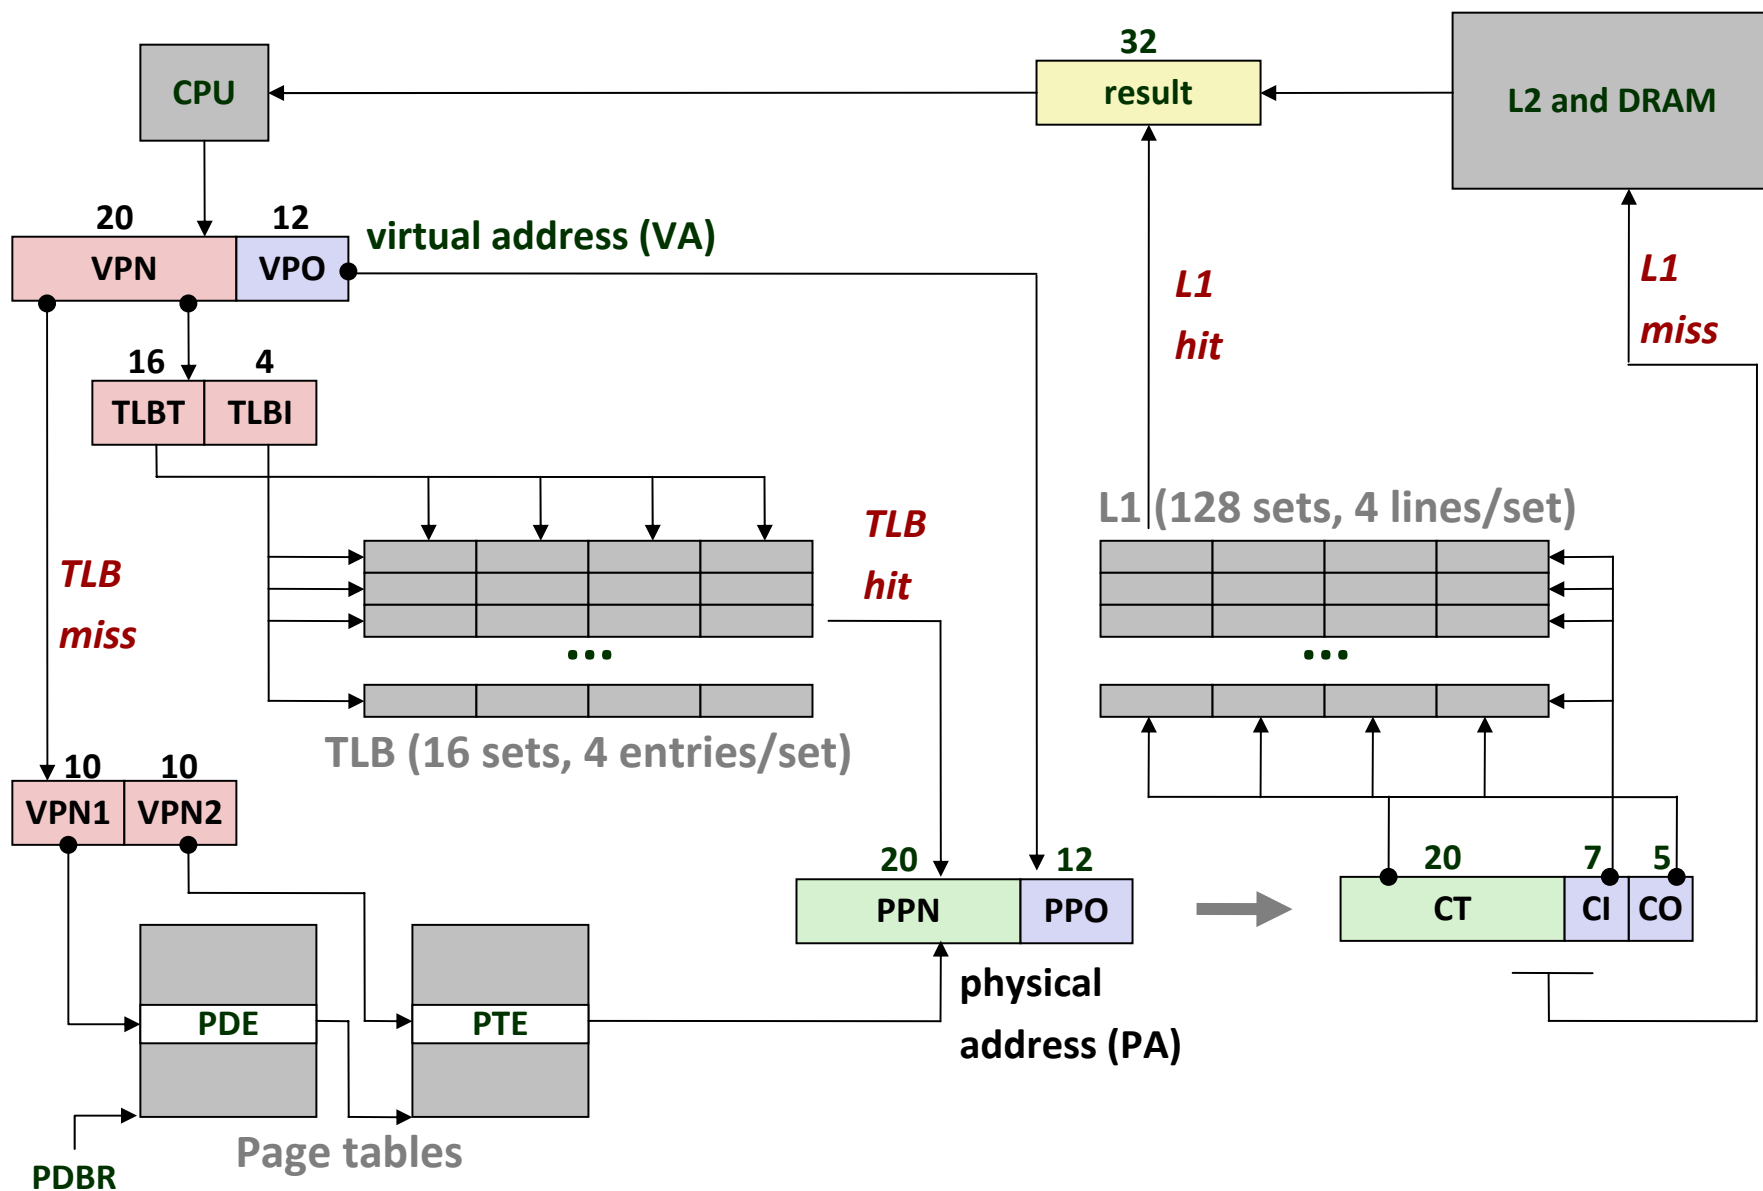 32
CPU
result
L2 and DRAM
20
12
virtual address (VA)
VPN
VPO
L1
hit
L1
miss
16
4
TLBT
TLBI
L1 (128 sets, 4 lines/set)
TLB
hit
TLB
miss
...
...
TLB (16 sets, 4 entries/set)
10
10
VPN1
VPN2
20
12
20
7
5
PPN
PPO
CT
CI
CO
physical
address (PA)
PDE
PTE
Page tables
PDBR